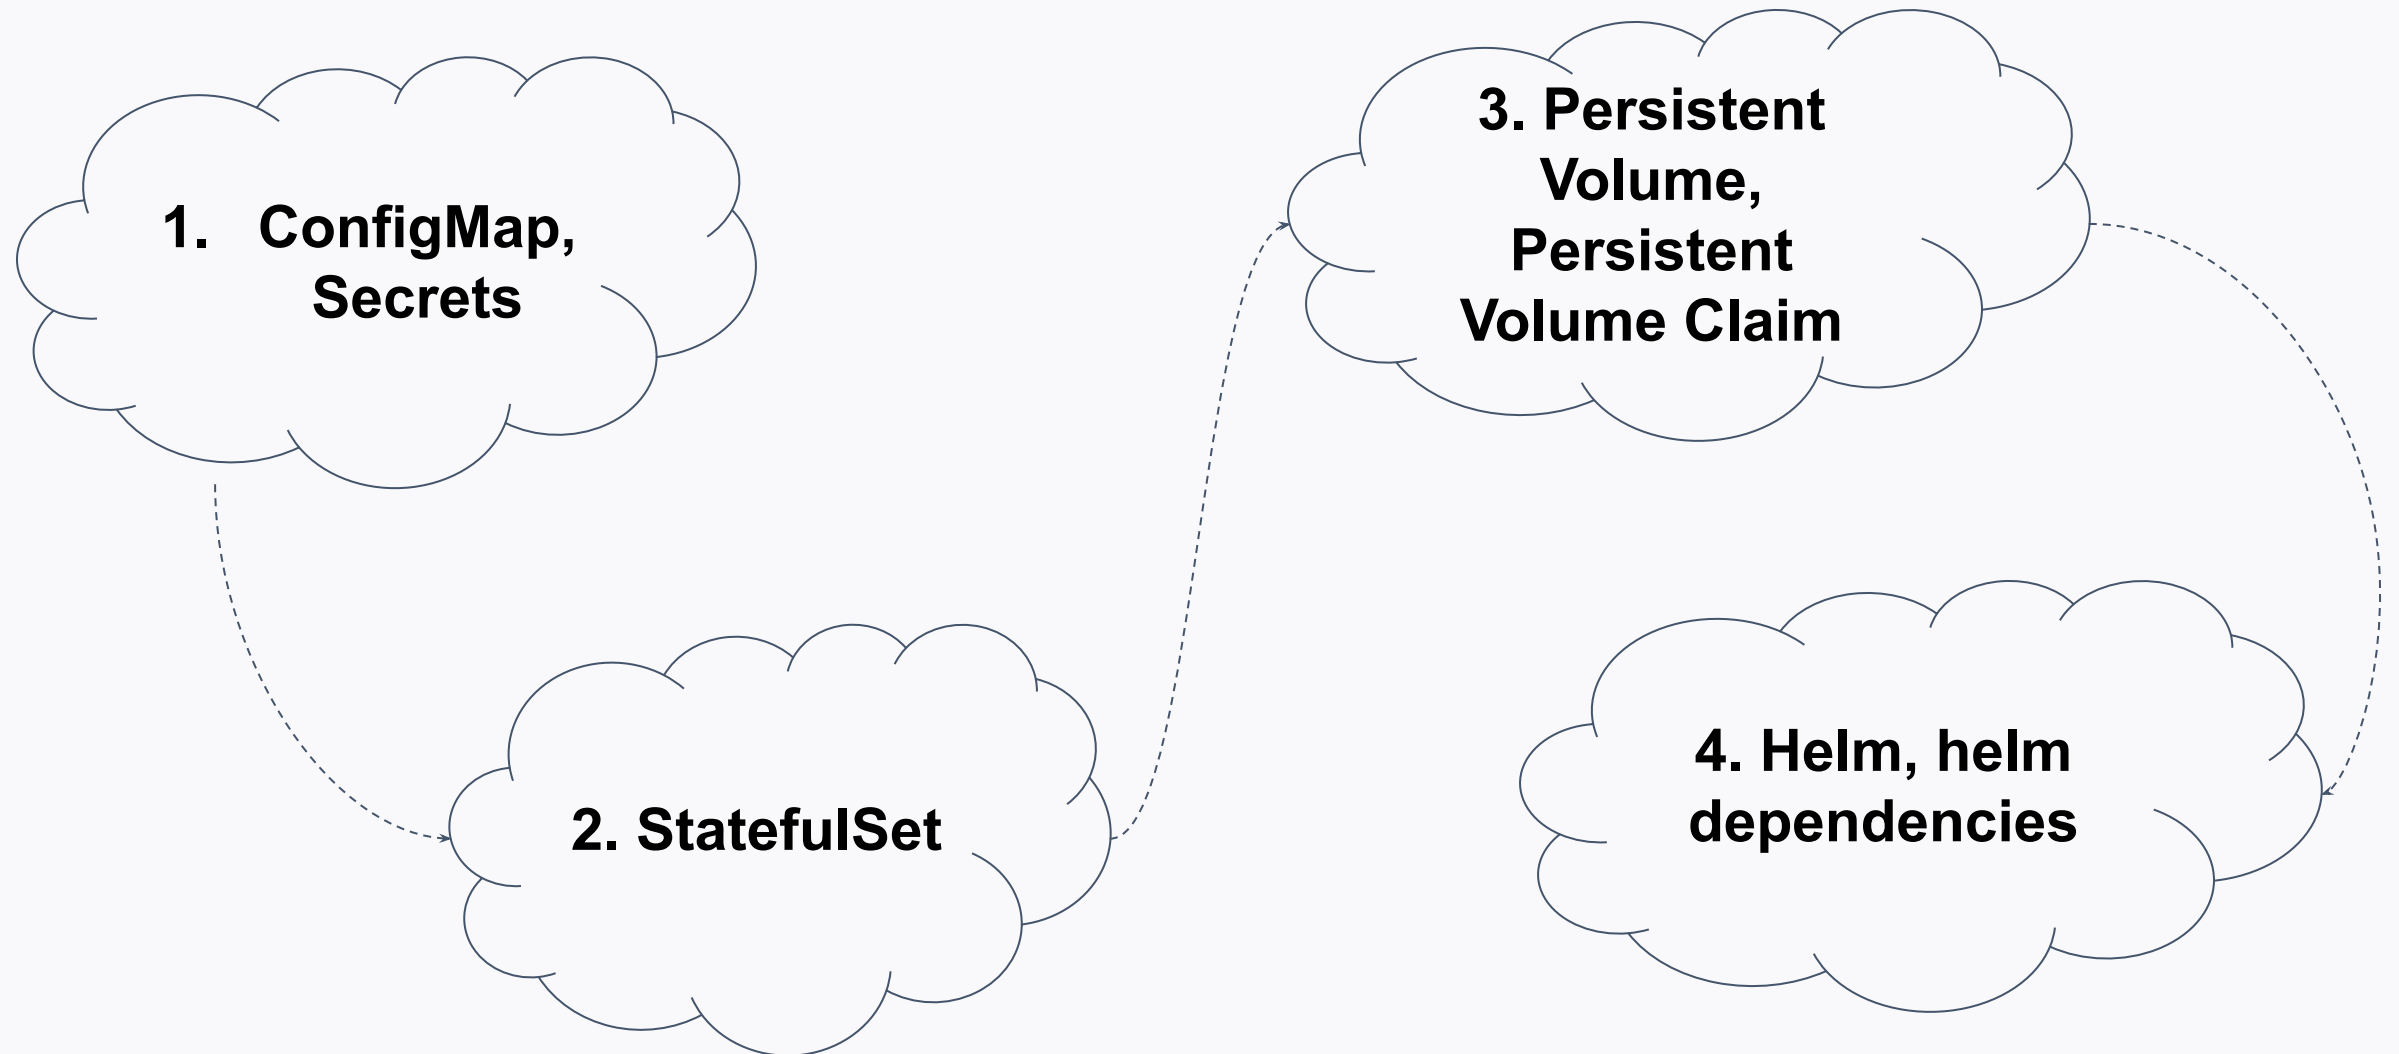 1. ConfigMap,
Secrets
2. StatefulSet
3. Persistent
Volume,
Persistent
Volume Claim
4. Helm, helm
dependencies